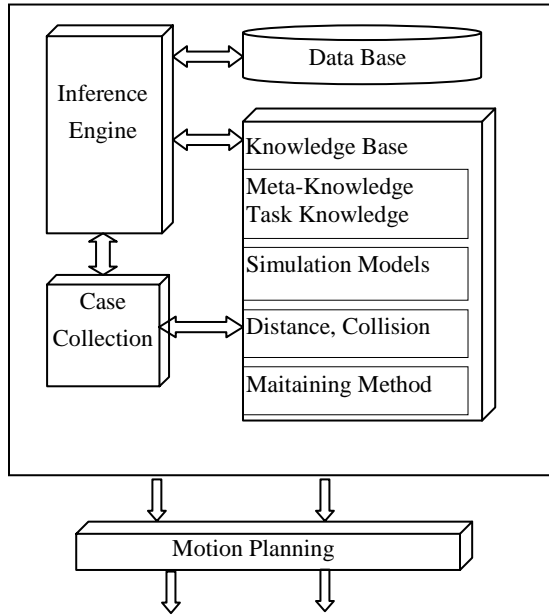 Inference
Engine
Data Base
Knowledge Base
Meta-Knowledge
Task Knowledge
Simulation Models
Case
Collection
Distance, Collision
Maitaining Method
Motion Planning